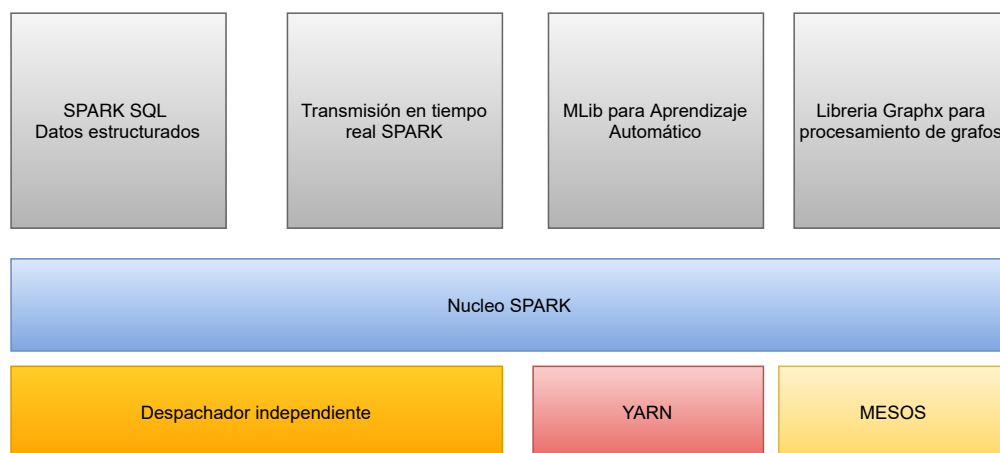 SPARK SQL
Datos estructurados
Transmisión en tiempo
real SPARK
MLib para Aprendizaje
Automático
Libreria Graphx para
procesamiento de grafos
Nucleo SPARK
Despachador independiente
YARN
MESOS